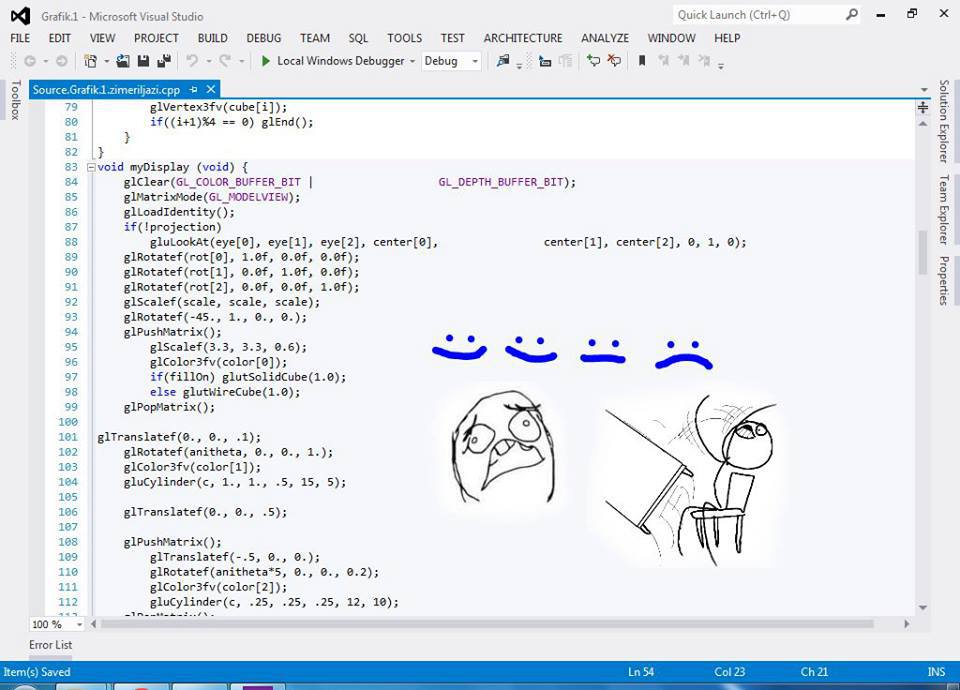 Grafik.1 - Microsoft Visual Studio
Quick Launch (Ctrl+Q)
FILE EDIT VIEW PROJECT BUILD DEBUG TEAM SQL TOOLS TEST ARCHITECTURE ANALYZE WINDOW HELP
Local Windows Debugger Debug
Toolbox
Source.Grafik.1.zimeriljazi.cpp
Solution Explorer
Team Explorer
Properties
79 glVertex3fv(cube[i]);
80 if((i+1)%4 == 0) glEnd();
81 }
82 }
83 void myDisplay (void) {
84 glClear(GL_COLOR_BUFFER_BIT | GL_DEPTH_BUFFER_BIT);
85 glMatrixMode(GL_MODELVIEW);
86 glLoadIdentity();
87 if(!projection)
88 gluLookAt(eye[0], eye[1], eye[2], center[0], center[1], center[2], 0, 1, 0);
89 glRotatef(rot[0], 1.0f, 0.0f, 0.0f);
90 glRotatef(rot[1], 0.0f, 1.0f, 0.0f);
91 glRotatef(rot[2], 0.0f, 0.0f, 1.0f);
92 glScalef(scale, scale, scale);
93 glRotatef(-45., 1., 0., 0.);
94 glPushMatrix();
95 glScalef(3.3, 3.3, 0.6);
96 glColor3fv(color[0]);
97 if(fillOn) glutSolidCube(1.0);
98 else glutWireCube(1.0);
99 glPopMatrix();
100
101 glTranslatef(0., 0., .1);
102 glRotatef(anitheta, 0., 0., 1.);
103 glColor3fv(color[1]);
104 gluCylinder(c, 1., 1., .5, 15, 5);
105
106 glTranslatef(0., 0., .5);
107
108 glPushMatrix();
109 glTranslatef(-.5, 0., 0.);
110 glRotatef(anitheta*5, 0., 0., 0.2);
111 glColor3fv(color[2]);
112 gluCylinder(c, .25, .25, .25, 12, 10);
100 %
Error List
Item(s) Saved Ln 54 Col 23 Ch 21 INS